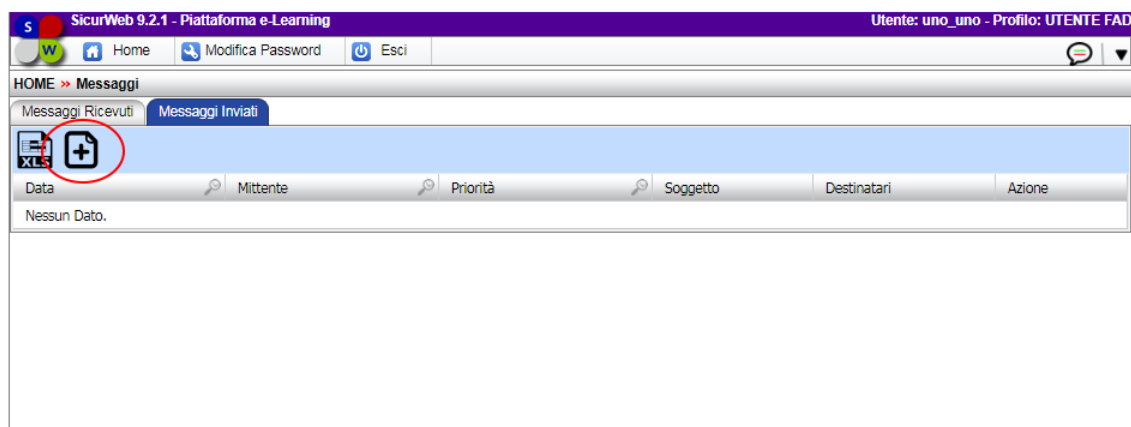 S W
SicurWeb 9.2.1 - Piattaforma e-Learning Utente: uno_uno - Profilo: UTENTE FAD
Home Modifica Password Esci
HOME » Messaggi
Messaggi Ricevuti Messaggi Inviati
XLS
Data Mittente Priorità Soggetto Destinatari Azione
Nessun Dato.